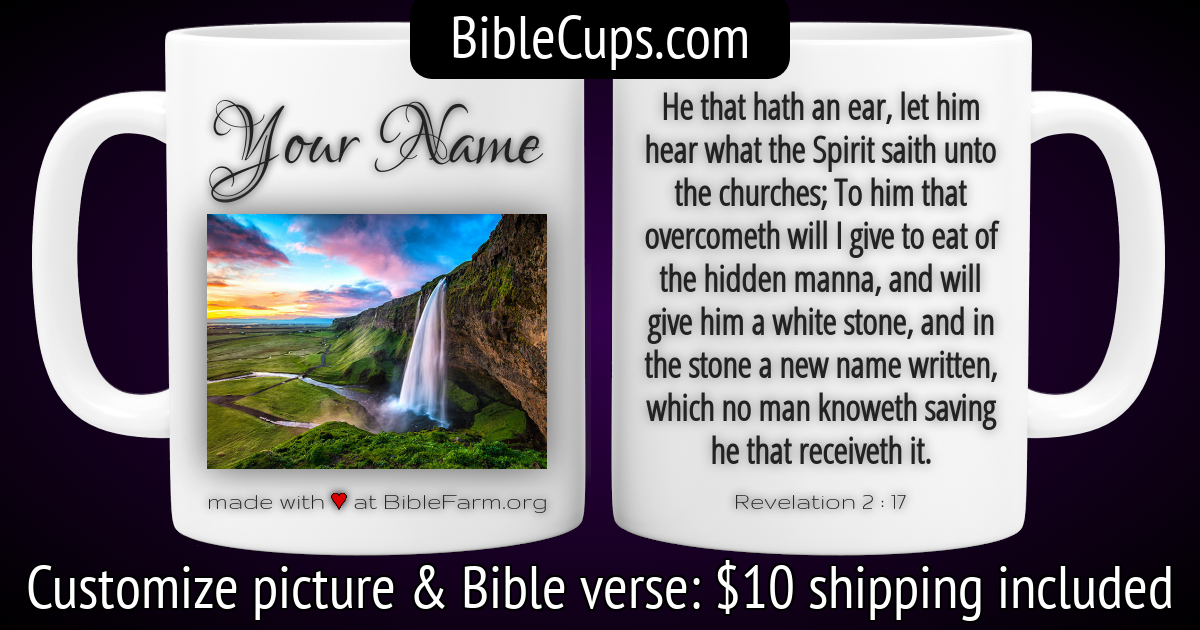 BibleCups.com
Your Name
made with ♥ at BibleFarm.org
He that hath an ear, let him
hear what the Spirit saith unto
the churches; To him that
overcometh will I give to eat of
the hidden manna, and will
give him a white stone, and in
the stone a new name written,
which no man knoweth saving
he that receiveth it.
Revelation 2 : 17
Customize picture & Bible verse: $10 shipping included